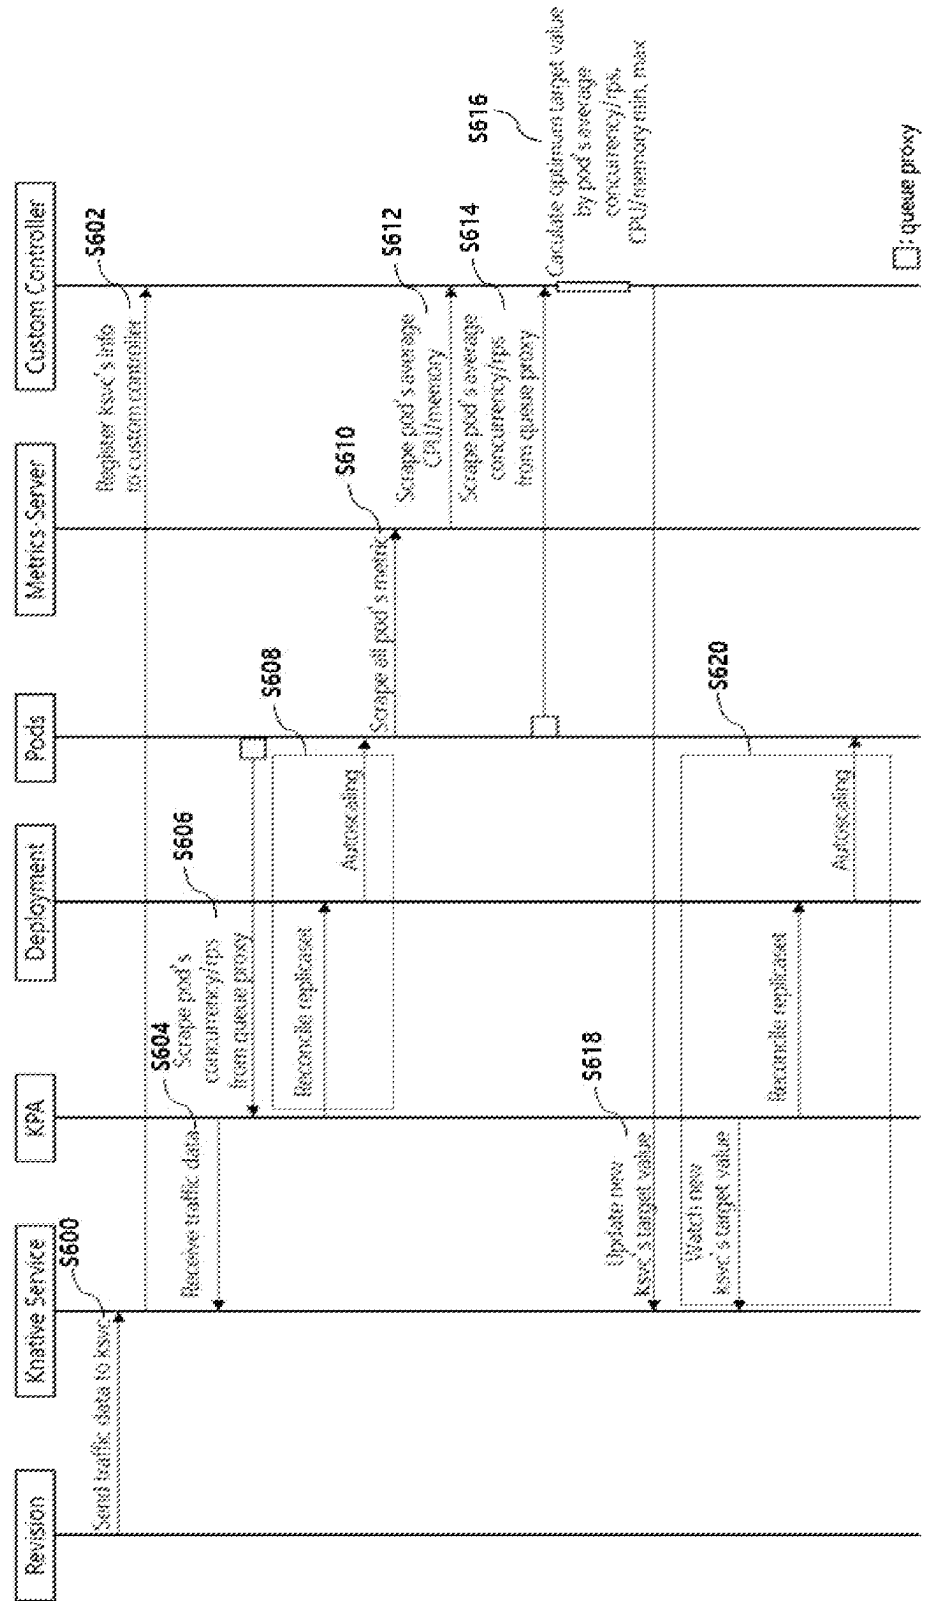 Revision
Knative Service
KPA
Deployment
Pods
Metrics-Server
Custom Controller
S600
Send traffic data to ksvc
S602
Register ksvc's info
to custom controller
S604
Receive traffic data
S606
Scrape pod's
concurrency/rps
from queue proxy
S608
Reconcile replicaset
Autoscaling
S610
Scrape all pod's metric
S612
Scrape pod's average
CPU/memory
S614
Scrape pod's average
concurrency/rps
from queue proxy
S616
Carculate optimum target value
by pod's average
concurrency/rps,
CPU/memory min, max
S618
Update new
ksvc's target value
S620
Watch new
ksvc's target value
Reconcile replicaset
Autoscaling
: queue proxy